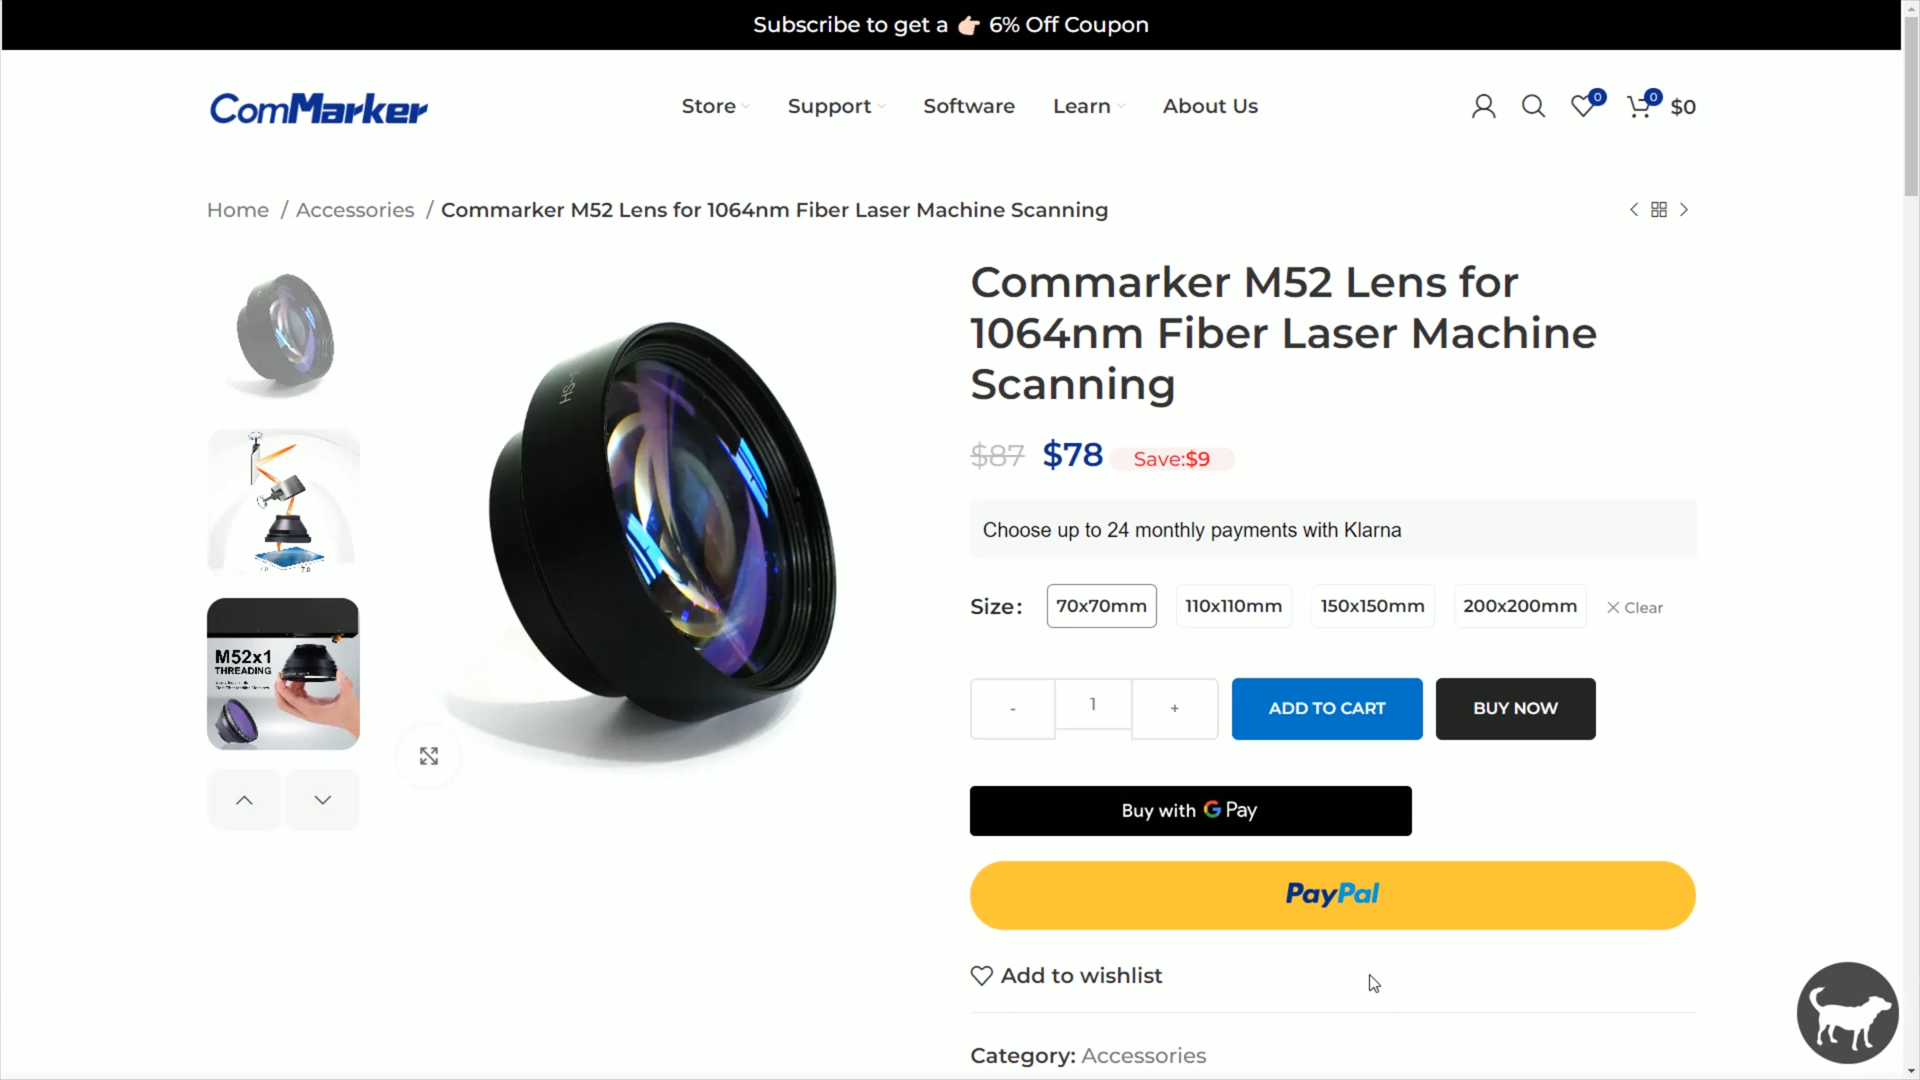 Subscribe to get a 👉🏻 6% Off Coupon
ComMarker
Store
Support
Software
Learn
About Us
0
0
$0
Home / Accessories / Commarker M52 Lens for 1064nm Fiber Laser Machine Scanning
Commarker M52 Lens for
1064nm Fiber Laser Machine
Scanning
$87 $78 Save:$9
Choose up to 24 monthly payments with Klarna
Size: 70x70mm 110x110mm 150x150mm 200x200mm × Clear
- 1 + ADD TO CART BUY NOW
Buy with G Pay
PayPal
Add to wishlist
Category: Accessories
M52x1
THREADING